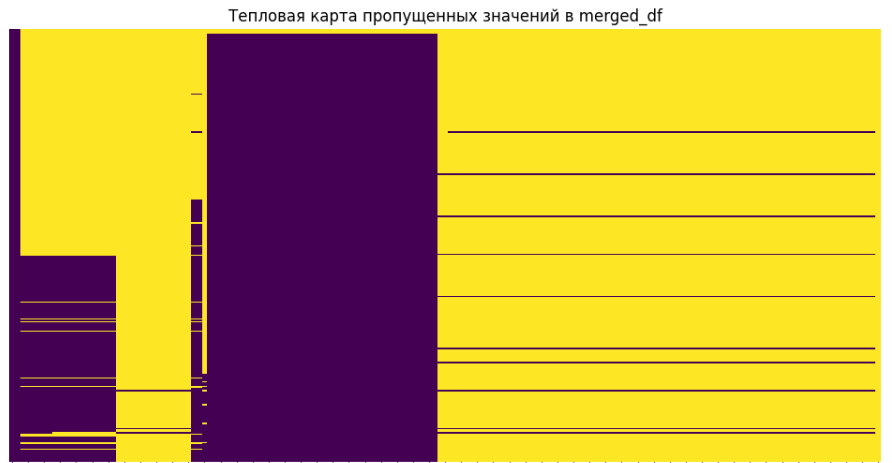 Тепловая карта пропущенных значений в merged_df